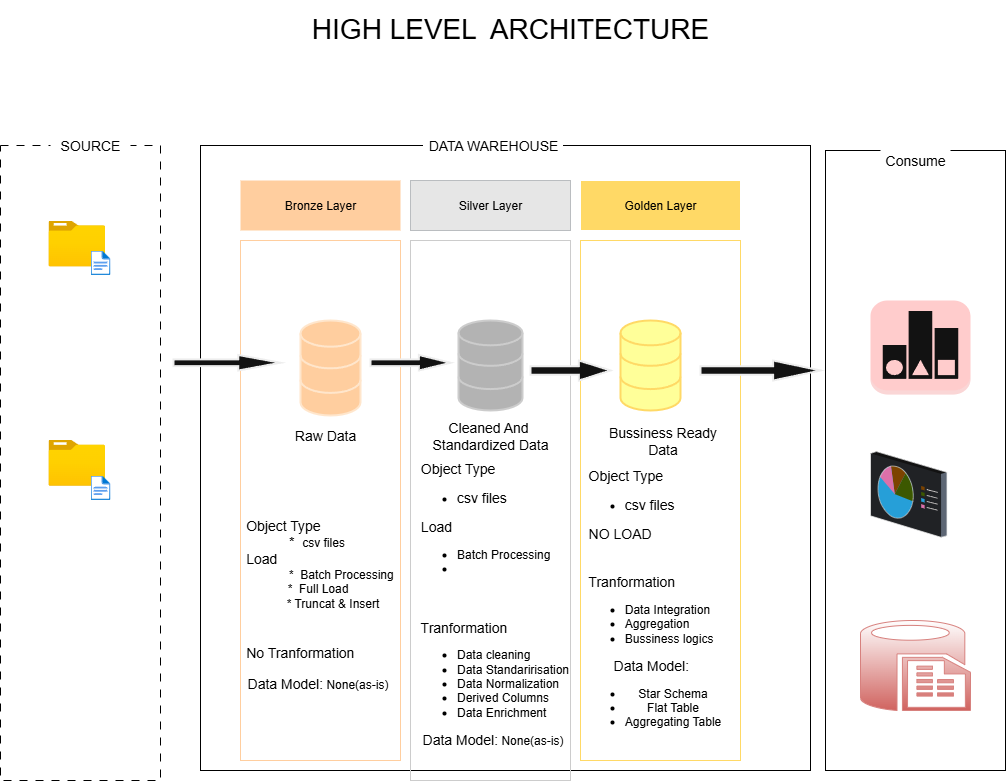 HIGH LEVEL  ARCHITECTURE
SOURCE
DATA WAREHOUSE
Consume
Bronze Layer
Silver Layer
Golden Layer
Raw Data
Object Type
* csv files
Load
* Batch Processing
* Full Load
* Truncat & Insert
No Tranformation
Data Model: None(as-is)
Cleaned And
Standardized Data
Object Type
• csv files
Load
• Batch Processing
•
Tranformation
• Data cleaning
• Data Standaririsation
• Data Normalization
• Derived Columns
• Data Enrichment
Data Model: None(as-is)
Bussiness Ready
Data
Object Type
• csv files
NO LOAD
Tranformation
• Data Integration
• Aggregation
• Bussiness logics
Data Model:
• Star Schema
• Flat Table
• Aggregating Table